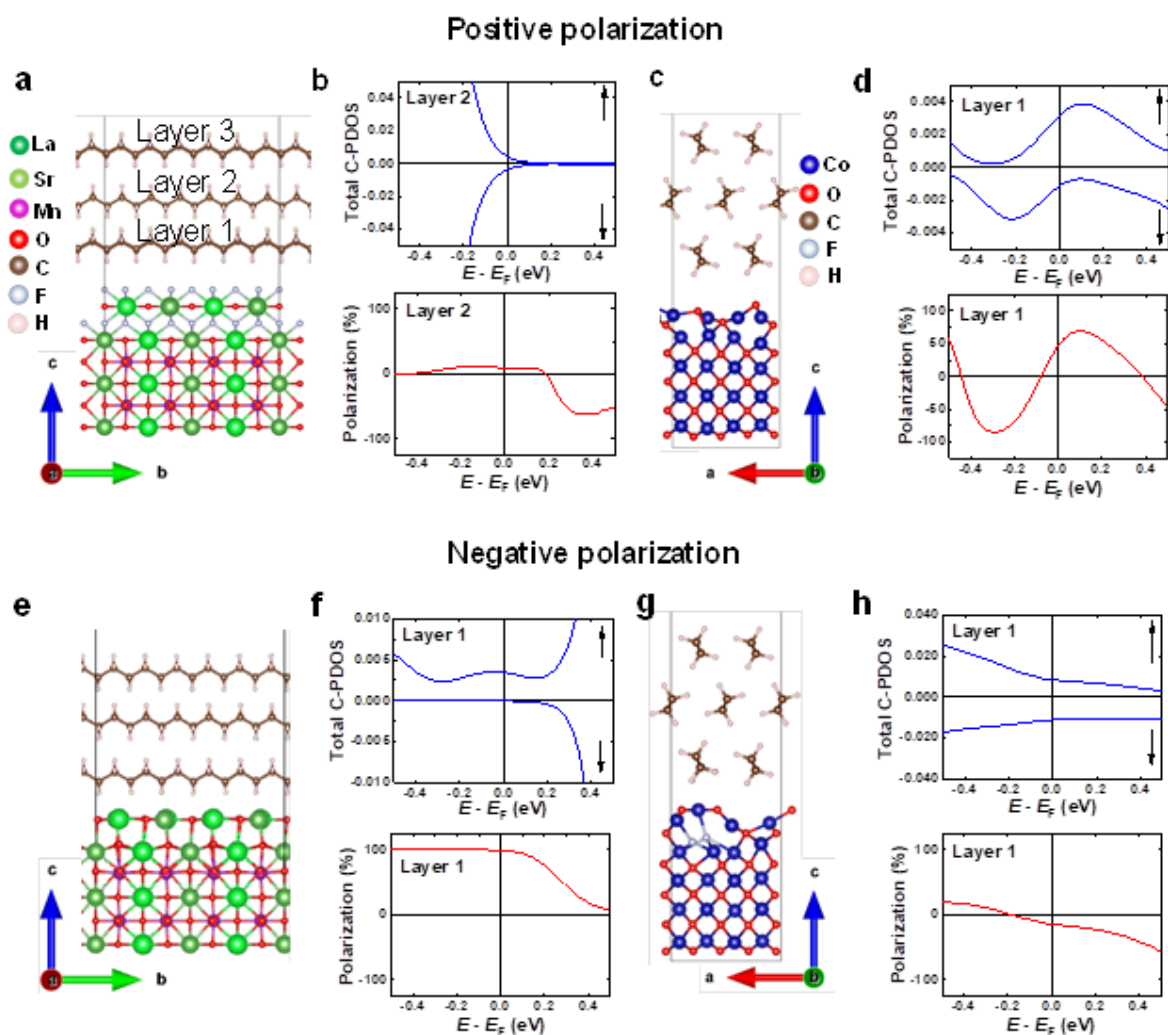 Positive polarization
a
La
Sr
Mn
O
C
F
H
Layer 3
Layer 2
Layer 1
c
a
b
b
Total C-PDOS
0.04
0.02
0.00
-0.02
-0.04
Layer 2
-0.4 -0.2 0.0 0.2 0.4
E - EF (eV)
Polarization (%)
100
0
-100
Layer 2
-0.4 -0.2 0.0 0.2 0.4
E - EF (eV)
c
Co
O
C
F
H
c
a
b
d
Total C-PDOS
0.004
0.002
0.000
-0.002
-0.004
Layer 1
-0.4 -0.2 0.0 0.2 0.4
E - EF (eV)
Polarization (%)
100
50
0
-50
-100
Layer 1
-0.4 -0.2 0.0 0.2 0.4
E - EF (eV)
Negative polarization
e
c
a
b
f
Total C-PDOS
0.010
0.005
0.000
-0.005
-0.010
Layer 1
-0.4 -0.2 0.0 0.2 0.4
E - EF (eV)
Polarization (%)
100
0
-100
Layer 1
-0.4 -0.2 0.0 0.2 0.4
E - EF (eV)
g
c
a
b
h
Total C-PDOS
0.040
0.020
0.000
-0.020
-0.040
Layer 1
-0.4 -0.2 0.0 0.2 0.4
E - EF (eV)
Polarization (%)
100
0
-100
Layer 1
-0.4 -0.2 0.0 0.2 0.4
E - EF (eV)